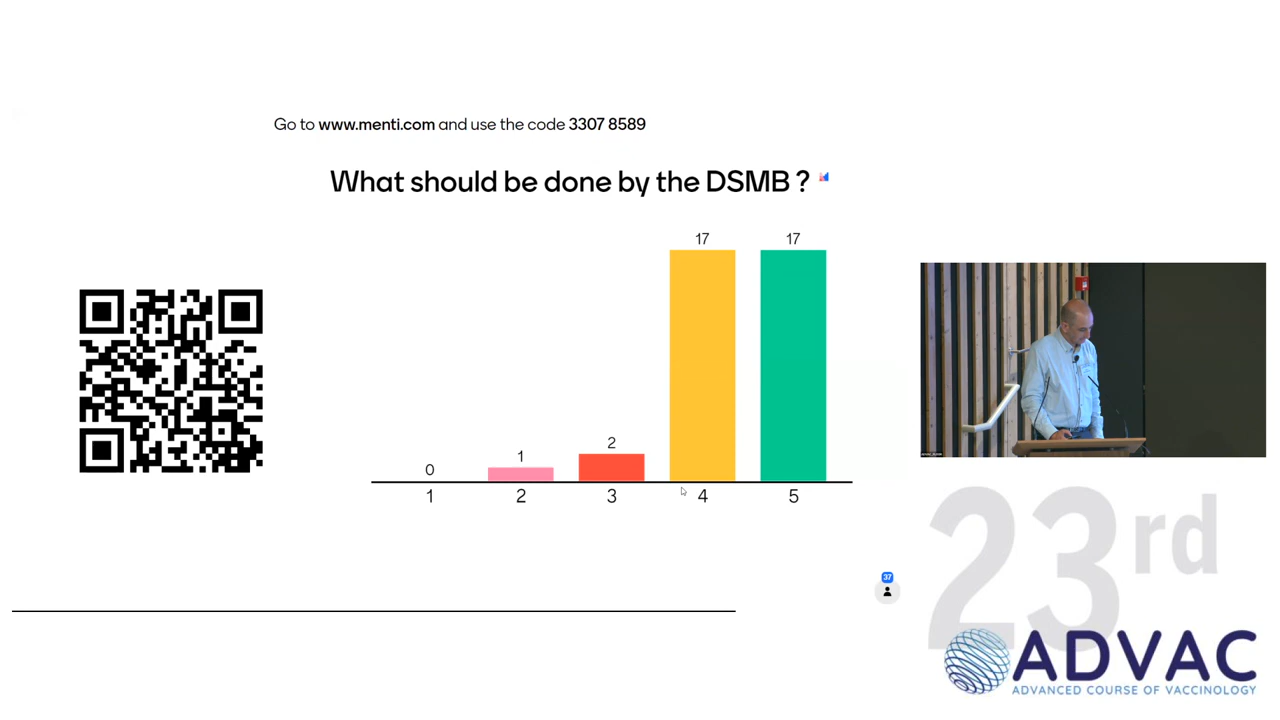 Go to www.menti.com and use the code 3307 8589
What should be done by the DSMB ?
17
17
2
1
0
1
2
3
4
5
37
23rd
ADVAC
ADVANCED COURSE OF VACCINOLOGY